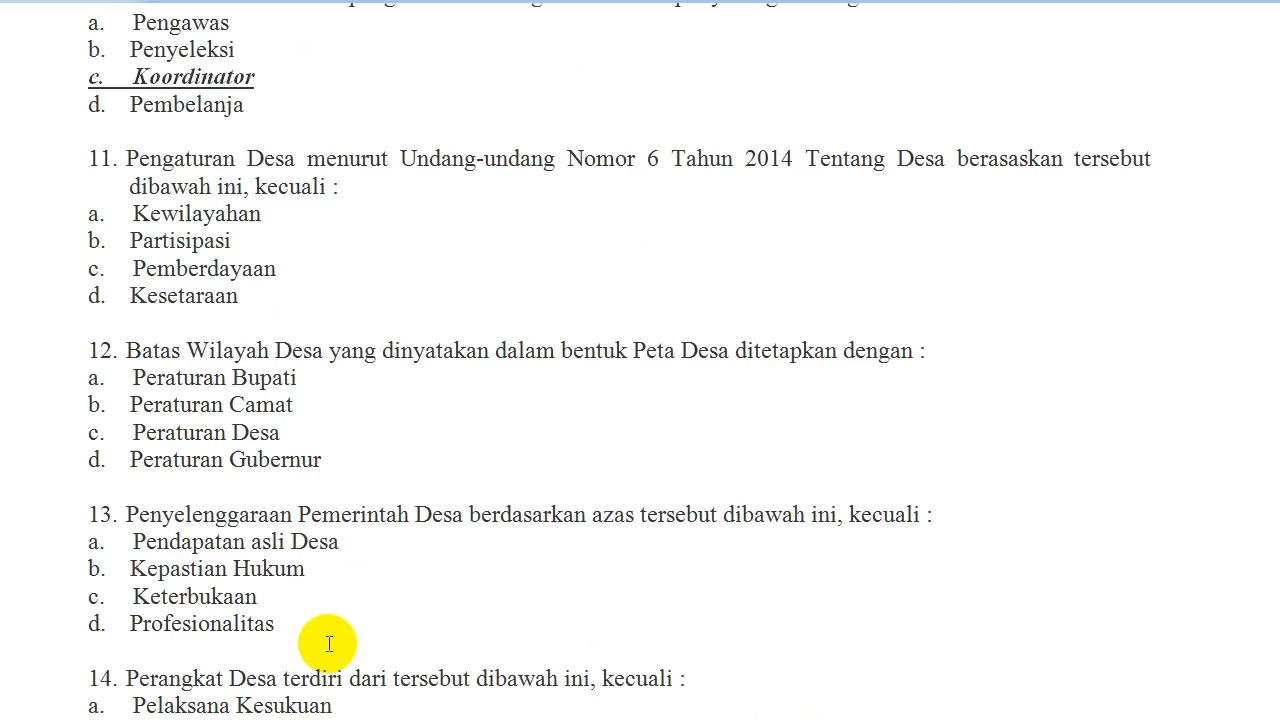 a. Pengawas
b. Penyeleksi
c. Koordinator
d. Pembelanja
11. Pengaturan Desa menurut Undang-undang Nomor 6 Tahun 2014 Tentang Desa berasaskan tersebut
dibawah ini, kecuali :
a. Kewilayahan
b. Partisipasi
c. Pemberdayaan
d. Kesetaraan
12. Batas Wilayah Desa yang dinyatakan dalam bentuk Peta Desa ditetapkan dengan :
a. Peraturan Bupati
b. Peraturan Camat
c. Peraturan Desa
d. Peraturan Gubernur
13. Penyelenggaraan Pemerintah Desa berdasarkan azas tersebut dibawah ini, kecuali :
a. Pendapatan asli Desa
b. Kepastian Hukum
c. Keterbukaan
d. Profesionalitas
14. Perangkat Desa terdiri dari tersebut dibawah ini, kecuali :
a. Pelaksana Kesukuan